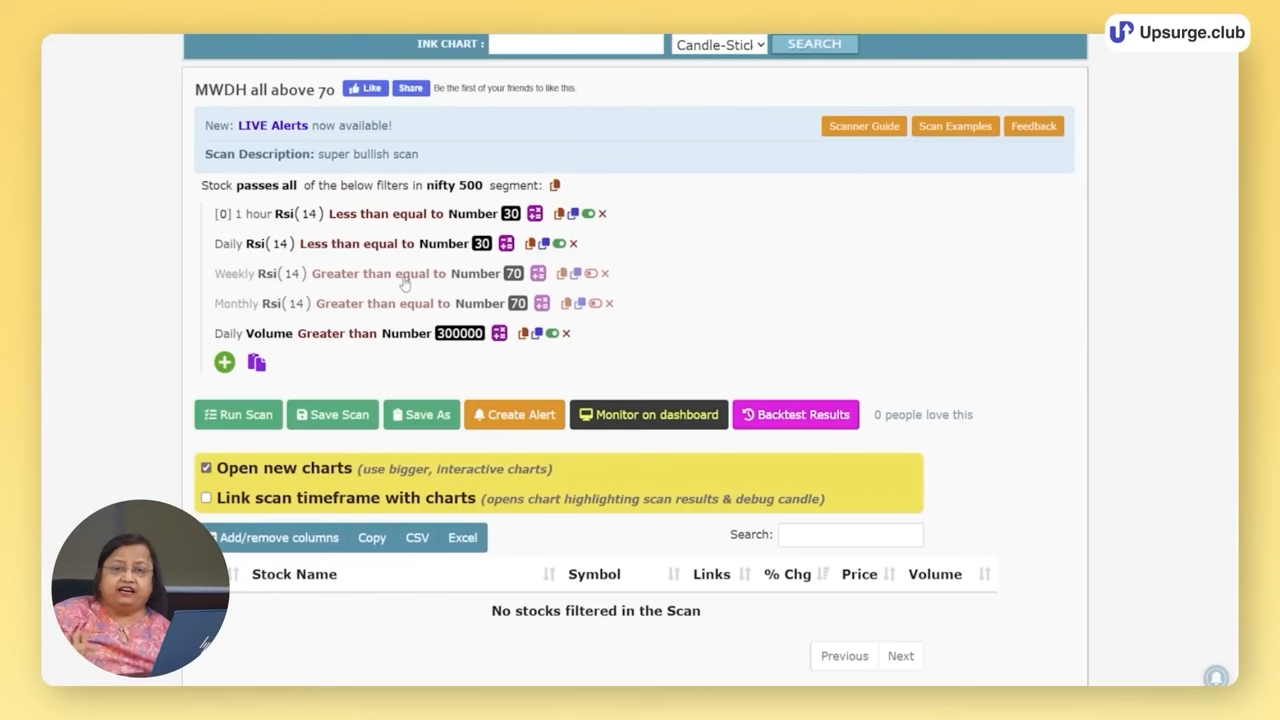 Upsurge.club
INK CHART :
Candle-Sticl
SEARCH
MWDH all above 70 Like Share Be the first of your friends to like this.
New: LIVE Alerts now available!
Scanner Guide Scan Examples Feedback
Scan Description: super bullish scan
Stock passes all of the below filters in nifty 500 segment:
[0] 1 hour Rsi( 14 ) Less than equal to Number 30
Daily Rsi( 14 ) Less than equal to Number 30
Weekly Rsi( 14 ) Greater than equal to Number 70
Monthly Rsi( 14 ) Greater than equal to Number 70
Daily Volume Greater than Number 300000
Run Scan Save Scan Save As Create Alert Monitor on dashboard Backtest Results 0 people love this
Open new charts (use bigger, interactive charts)
Link scan timeframe with charts (opens chart highlighting scan results & debug candle)
Add/remove columns Copy CSV Excel Search:
Stock Name Symbol Links % Chg Price Volume
No stocks filtered in the Scan
Previous Next